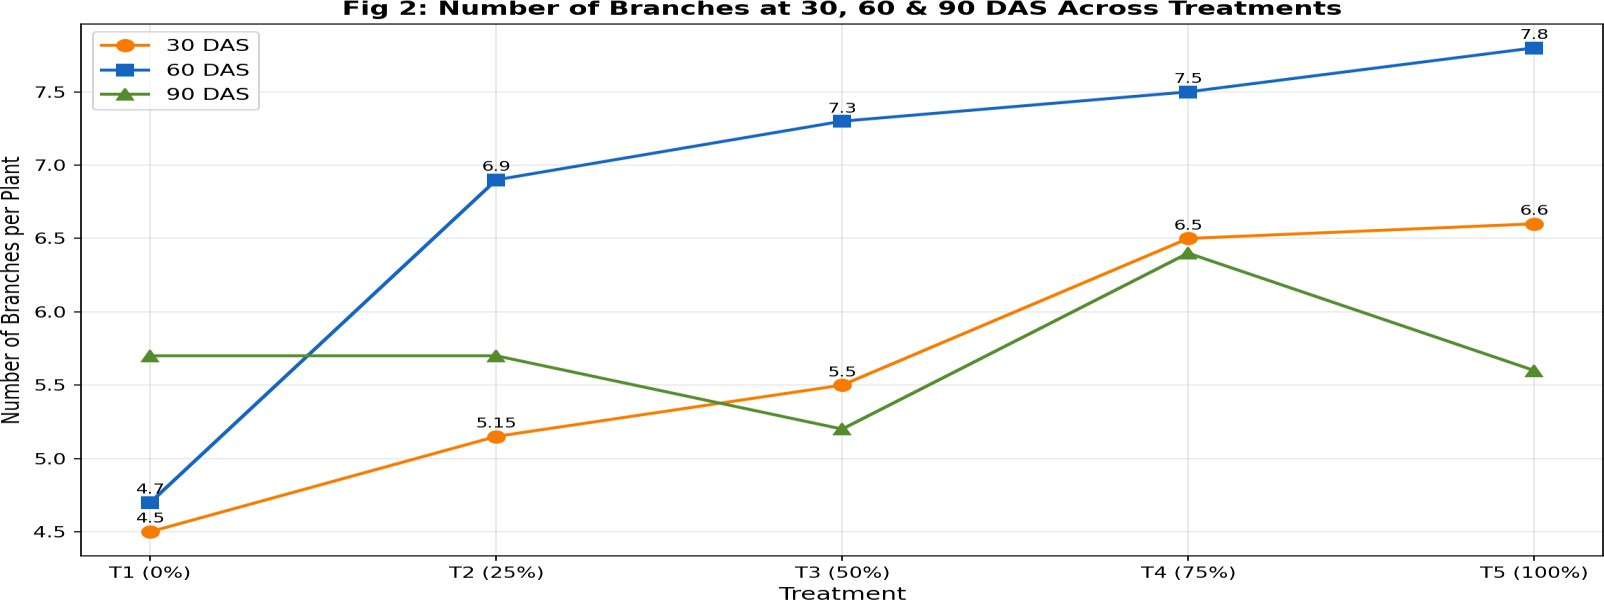 Fig 2: Number of Branches at 30, 60 & 90 DAS Across Treatments
30 DAS
60 DAS
90 DAS
Number of Branches per Plant
7.5
7.0
6.5
6.0
5.5
5.0
4.5
4.7
4.5
6.9
5.15
7.3
5.5
7.5
6.5
7.8
6.6
T1 (0%)
T2 (25%)
T3 (50%)
T4 (75%)
T5 (100%)
Treatment